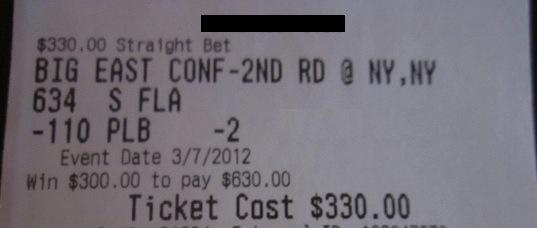 $330.00 Straight Bet
BIG EAST CONF-2ND RD @ NY,NY
634 S FLA
-110 PLB -2
Event Date 3/7/2012
Win $300.00 to pay $630.00
Ticket Cost $330.00